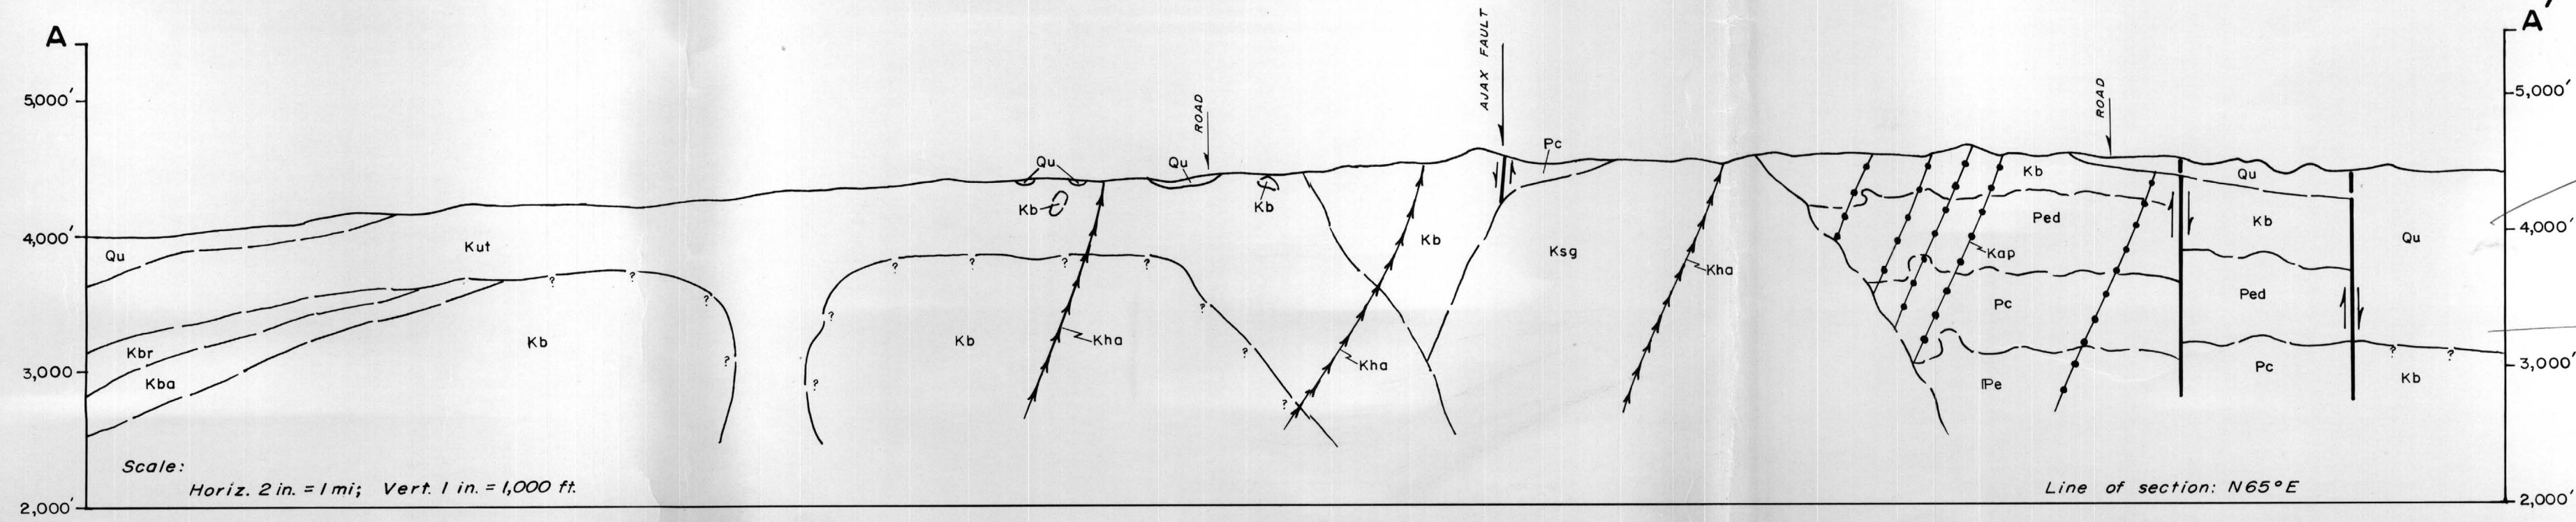 A
A'
AJAX FAULT
5,000'
ROAD
ROAD
5,000'
Pc
Qu
Qu
Kb
Qu
Kb
Kb
Ped
Kb
4,000'
Qu
Kut
Kb
Ksg
Kap
Qu
4,000'
?
?
?
?
?
?
?
Kha
?
?
?
Pc
Ped
Kbr
Kb
Kb
Kha
?
?
?
?
3,000'
Kba
?
?
Kha
ⅠPe
Pc
Kb
3,000'
?
Scale:
Horiz. 2 in. = 1 mi; Vert. 1 in. = 1,000 ft.
Line of section: N65°E
2,000'
2,000'